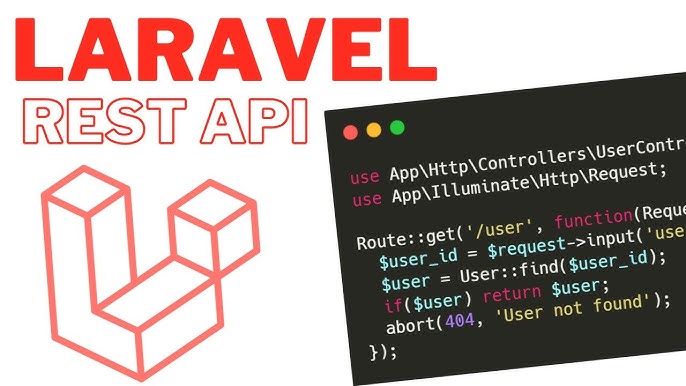 LARAVEL
REST API
use App\Http\Controllers\UserContro
use App\Illuminate\Http\Request;
Route::get('/user', function(Reque
$user_id = $request->input('use
$user = User::find($user_id);
if($user) return $user;
abort(404, 'User not found');
});